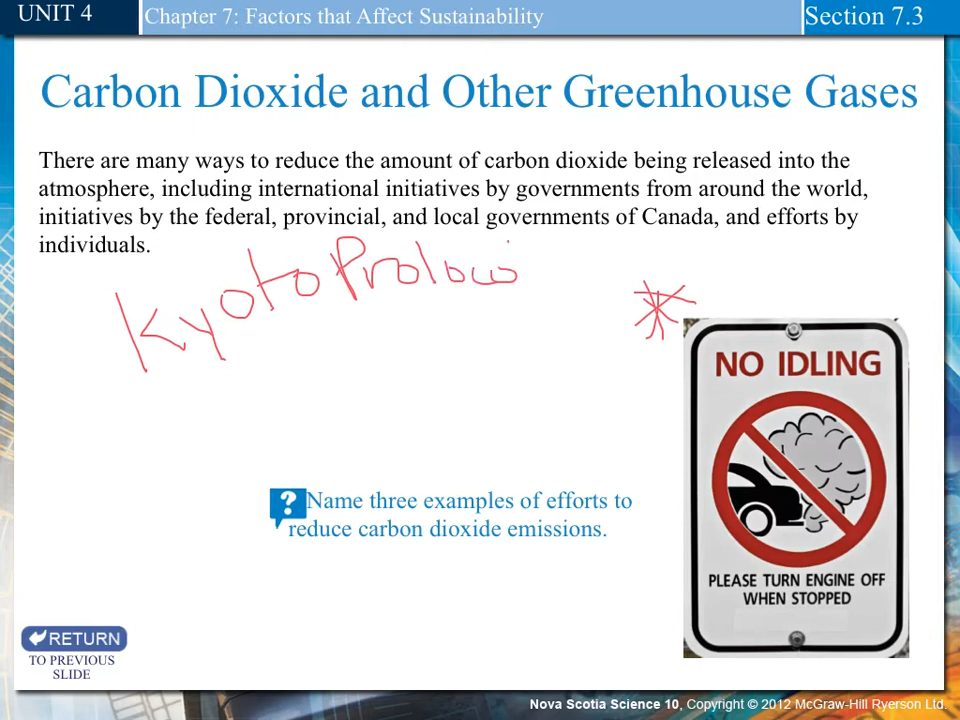 UNIT 4
Chapter 7: Factors that Affect Sustainability
Section 7.3
Carbon Dioxide and Other Greenhouse Gases
There are many ways to reduce the amount of carbon dioxide being released into the
atmosphere, including international initiatives by governments from around the world,
initiatives by the federal, provincial, and local governments of Canada, and efforts by
individuals.
Kyoto
NO IDLING
PLEASE TURN ENGINE OFF
WHEN STOPPED
? Name three examples of efforts to
reduce carbon dioxide emissions.
RETURN
TO PREVIOUS
SLIDE
Nova Scotia Science 10, Copyright © 2012 McGraw-Hill Ryerson Ltd.